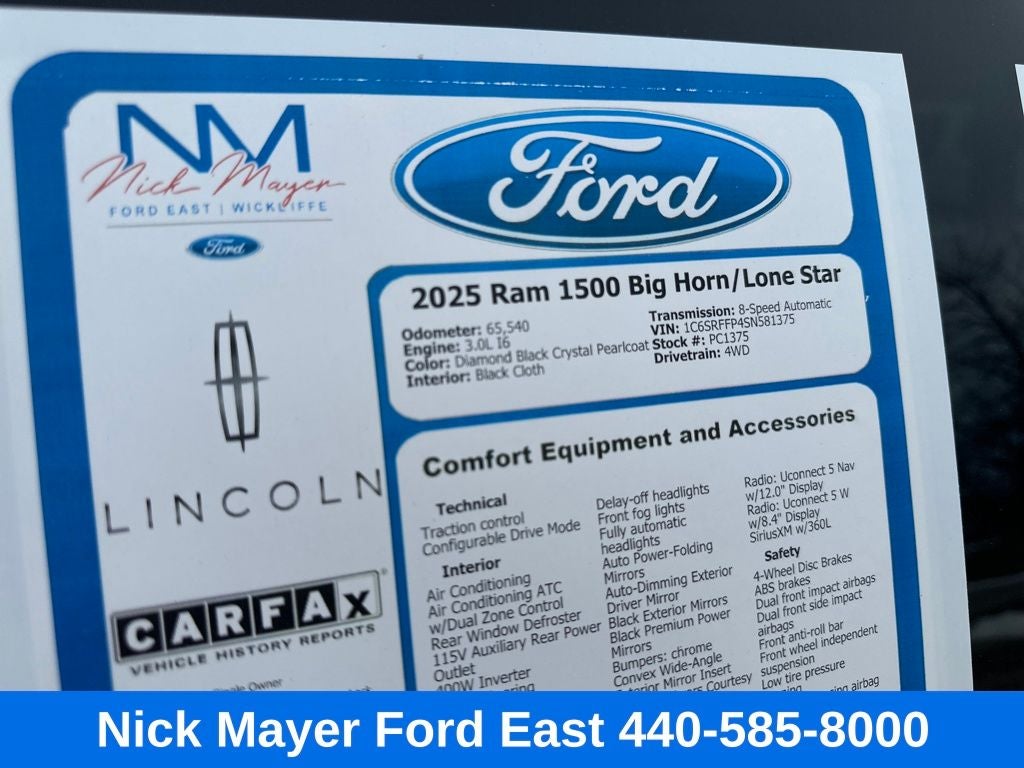 NM
Nick Mayer
FORD EAST | WICKLIFFE
Ford
Ford
LINCOLN
CARFAX
VEHICLE HISTORY REPORTS
2025 Ram 1500 Big Horn/Lone Star
Odometer: 65,540
Engine: 3.0L I6
Color: Diamond Black Crystal Pearlcoat
Interior: Black Cloth
Transmission: 8-Speed Automatic
VIN: 1C6SRFFP4SN581375
Stock #: PC1375
Drivetrain: 4WD
Comfort Equipment and Accessories
Technical
Traction control
Configurable Drive Mode
Interior
Air Conditioning
Air Conditioning ATC
w/Dual Zone Control
Rear Window Defroster
115V Auxiliary Rear Power
Outlet
400W Inverter
Delay-off headlights
Front fog lights
Fully automatic
headlights
Auto Power-Folding
Mirrors
Auto-Dimming Exterior
Driver Mirror
Black Exterior Mirrors
Black Premium Power
Mirrors
Bumpers: chrome
Convex Wide-Angle
Mirror Insert
Courtesy
Radio: Uconnect 5 Nav
w/12.0" Display
Radio: Uconnect 5 W
w/8.4" Display
SiriusXM w/360L
Safety
4-Wheel Disc Brakes
ABS brakes
Dual front impact airbags
Dual front side impact
airbags
Front anti-roll bar
Front wheel independent
suspension
Low tire pressure
airbag
Owner
Nick Mayer Ford East 440-585-8000